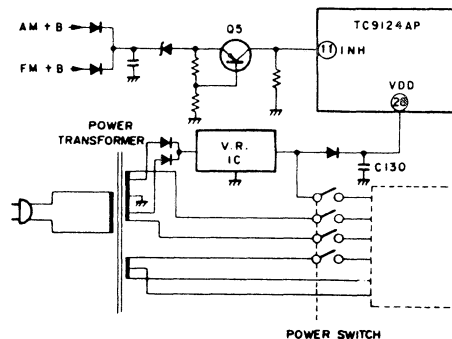 AM + B
FM + B
Q5
TC9124AP
11 INH
VDD
28
POWER
TRANSFORMER
V.R.
IC
C130
POWER SWITCH